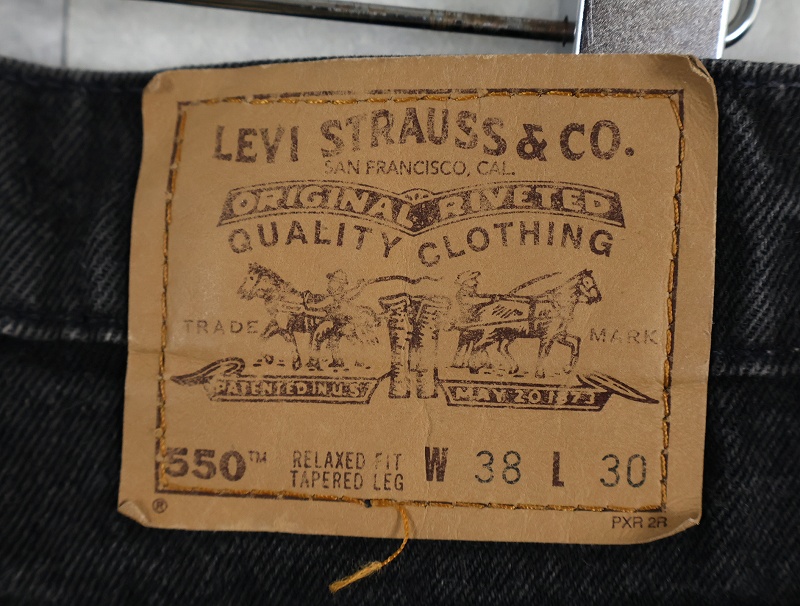 LEVI STRAUSS & CO.
SAN FRANCISCO, CAL.
ORIGINAL RIVETED
QUALITY CLOTHING
TRADE MARK
PATENTED IN U.S. MAY 20 1873
550™ RELAXED FIT TAPERED LEG W 38 L 30
® PXR 2R